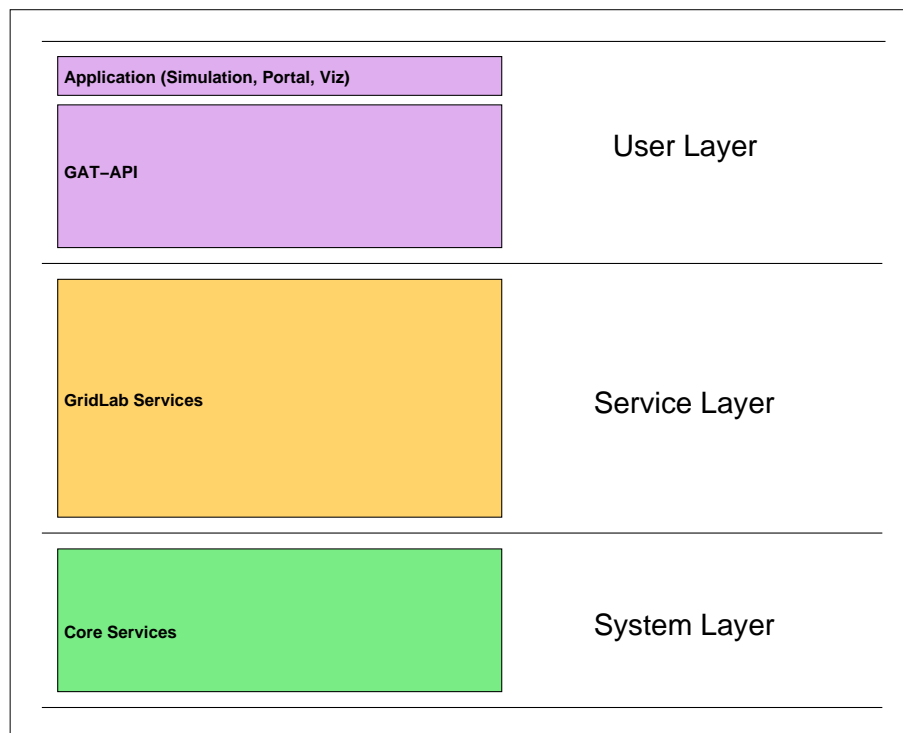 Application (Simulation, Portal, Viz)
User Layer
GAT−API
GridLab Services
Service Layer
Core Services
System Layer